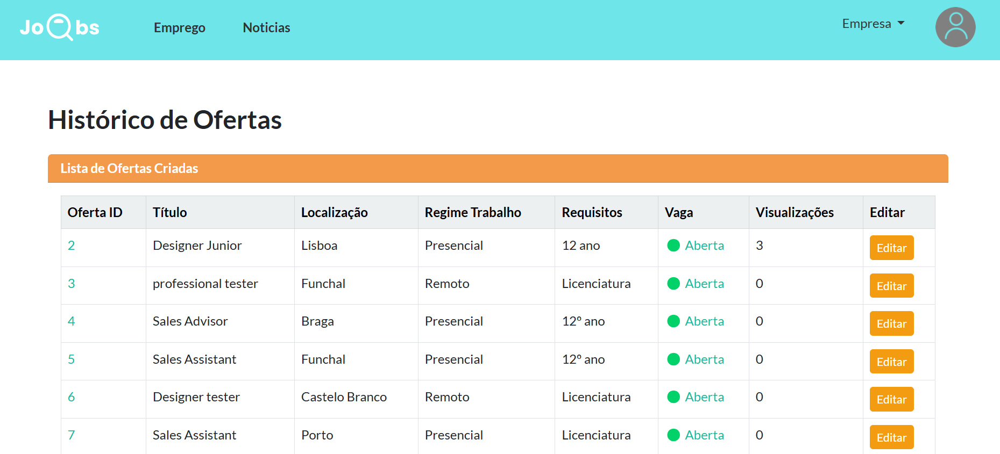 JoObs Emprego Noticias Empresa
Histórico de Ofertas
Lista de Ofertas Criadas
Oferta ID Título Localização Regime Trabalho Requisitos Vaga Visualizações Editar
2 Designer Junior Lisboa Presencial 12 ano Aberta 3 Editar
3 professional tester Funchal Remoto Licenciatura Aberta 0 Editar
4 Sales Advisor Braga Presencial 12º ano Aberta 0 Editar
5 Sales Assistant Funchal Presencial 12º ano Aberta 0 Editar
6 Designer tester Castelo Branco Remoto Licenciatura Aberta 0 Editar
7 Sales Assistant Porto Presencial Licenciatura Aberta 0 Editar